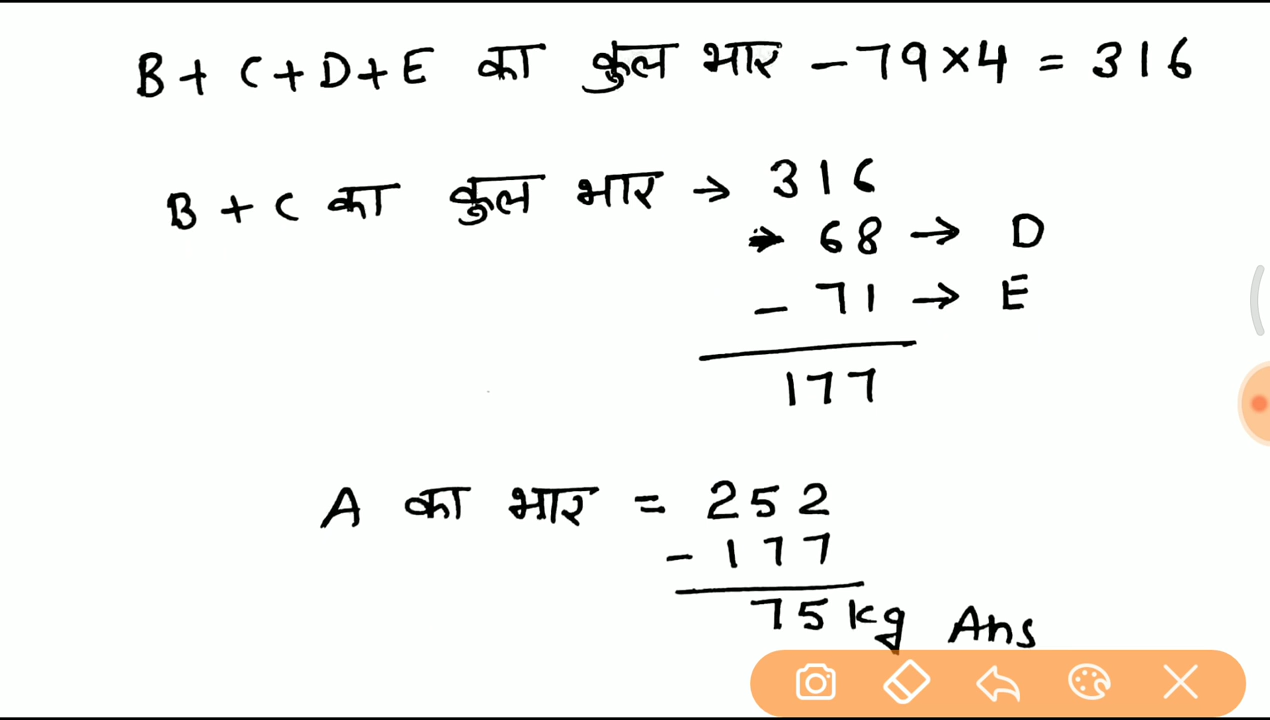 B + C + D + E का कुल भार - 79 × 4 = 316
B + C का कुल भार → 316
68 → D
- 71 → E
177
A का भार = 252
- 177
75 kg Ans